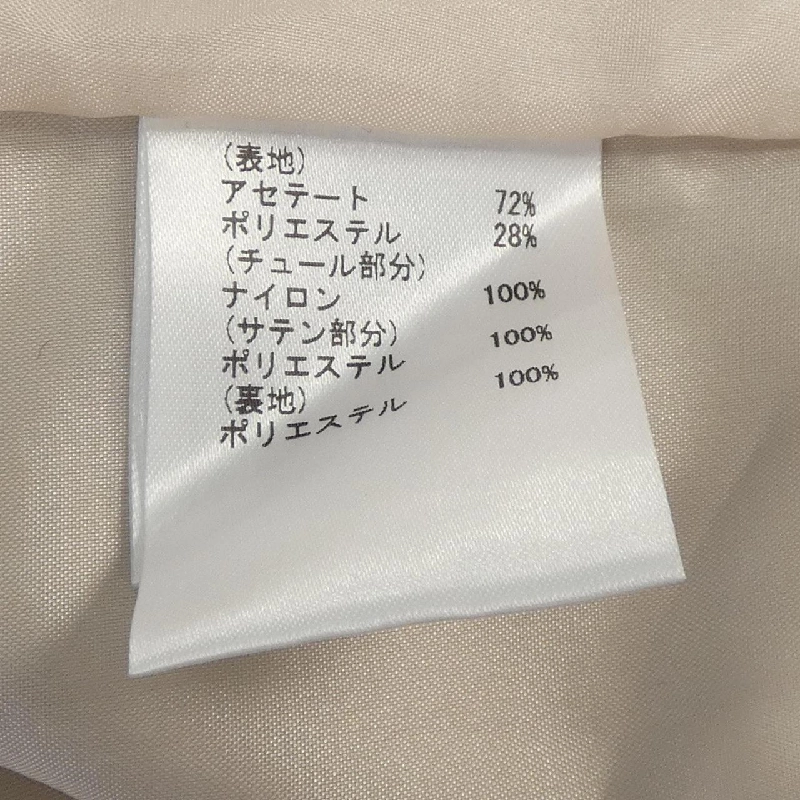 (表地)
アセテート 72%
ポリエステル 28%
(チュール部分)
ナイロン 100%
(サテン部分)
ポリエステル 100%
(裏地)
ポリエステル 100%